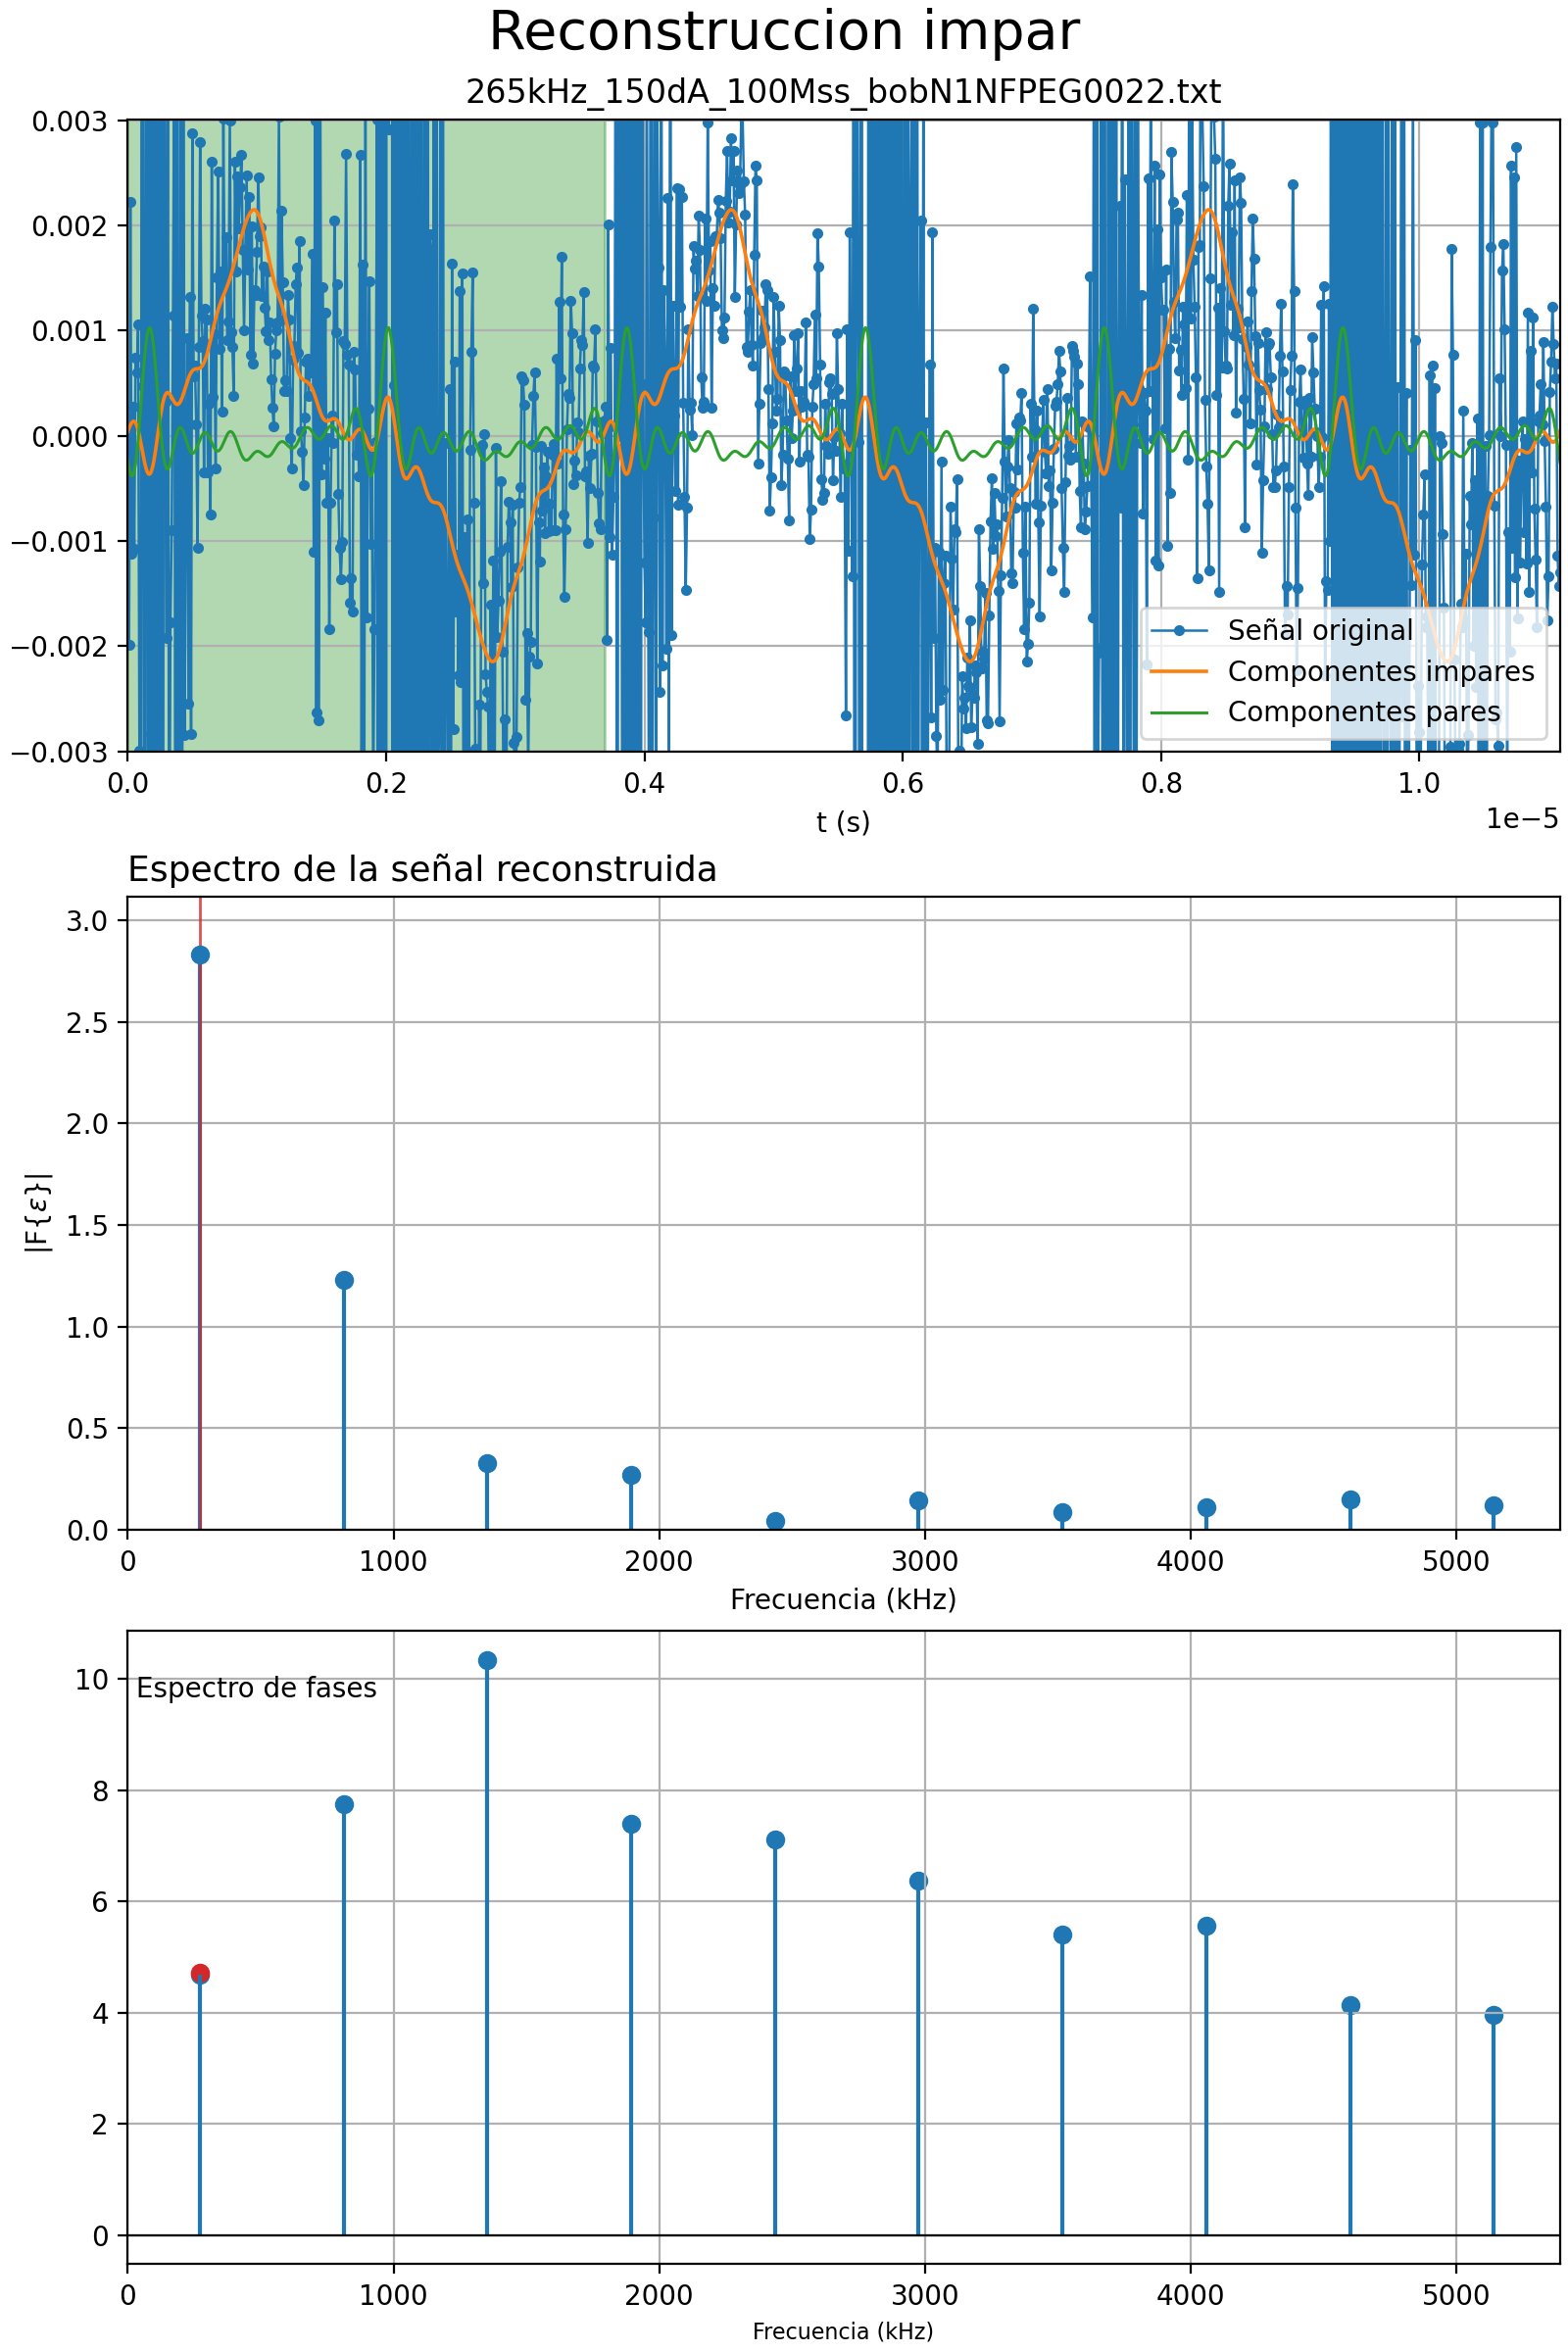 Reconstruccion impar
265kHz_150dA_100Mss_bobN1NFPEG0022.txt
0.003
0.002
0.001
0.000
−0.001
−0.002
−0.003
Señal original
Componentes impares
Componentes pares
0.0 0.2 0.4 0.6 0.8 1.0
1e−5
t (s)
Espectro de la señal reconstruida
3.0
2.5
2.0
1.5
1.0
0.5
0.0
|F{ε}|
0 1000 2000 3000 4000 5000
Frecuencia (kHz)
Espectro de fases
10
8
6
4
2
0
0 1000 2000 3000 4000 5000
Frecuencia (kHz)